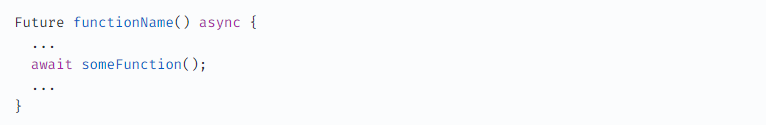 Future functionName() async {
  ...
  await someFunction();
  ...
}